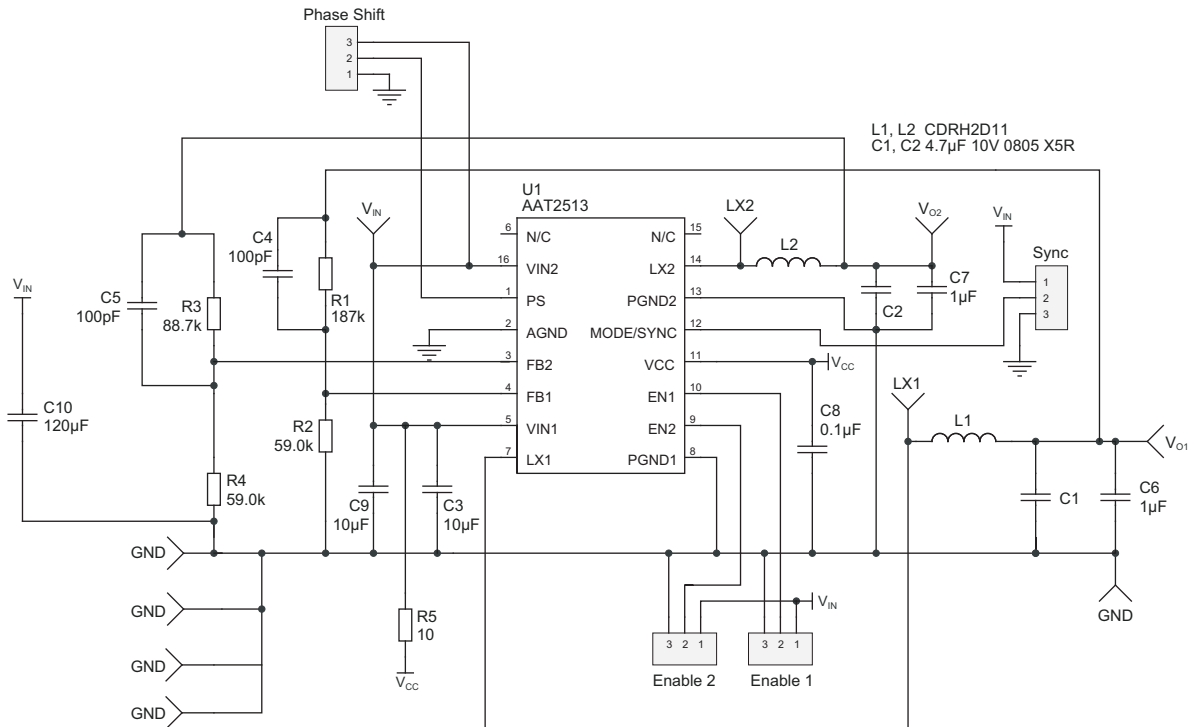 Phase Shift
3
2
1
L1, L2 CDRH2D11
C1, C2 4.7µF 10V 0805 X5R
U1
AAT2513
VIN
C4
100pF
R1
187k
C5
100pF
R3
88.7k
VIN
C10
120µF
R4
59.0k
R2
59.0k
C9
10µF
C3
10µF
R5
10
VCC
6 N/C
16 VIN2
1 PS
2 AGND
3 FB2
4 FB1
5 VIN1
7 LX1
N/C 15
LX2 14
PGND2 13
MODE/SYNC 12
VCC 11
EN1 10
EN2 9
PGND1 8
LX2
L2
VO2
C2
C7
1µF
VIN
Sync
1
2
3
VCC
C8
0.1µF
LX1
L1
VO1
C1
C6
1µF
GND
GND
GND
GND
GND
VIN
3 2 1
Enable 2
3 2 1
Enable 1